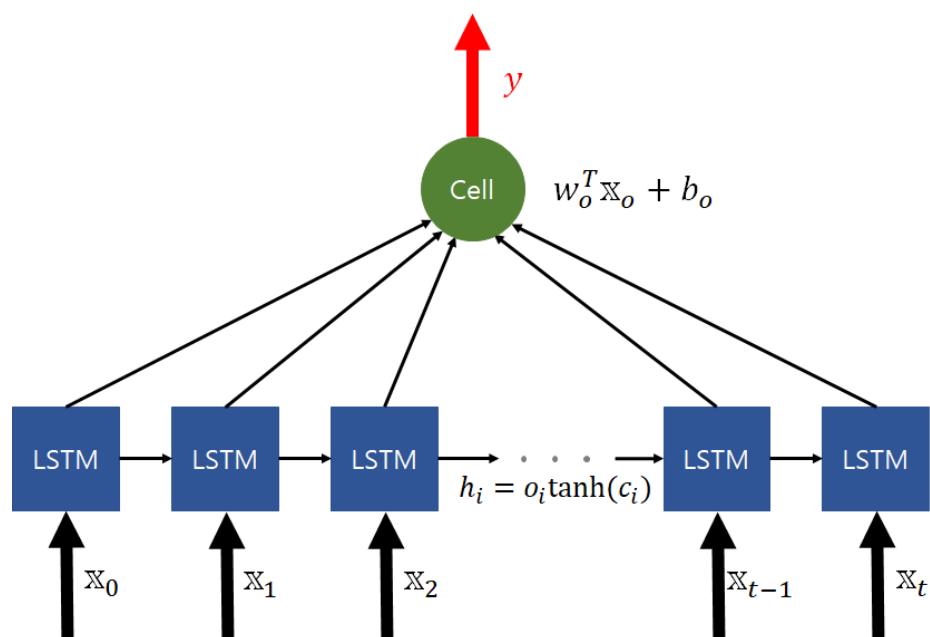 y
Cell
w_o^T 𝕩_o + b_o
LSTM LSTM LSTM . . . LSTM LSTM
h_i = o_i tanh(c_i)
𝕩_0 𝕩_1 𝕩_2 𝕩_{t−1} 𝕩_t